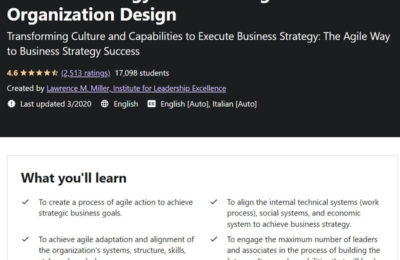 Organization Design
Transforming Culture and Capabilities to Execute Business Strategy: The Agile Way
to Business Strategy Success
4.6 (2,513 ratings) 17,098 students
Created by Lawrence M. Miller, Institute for Leadership Excellence
Last updated 3/2020 English English [Auto], Italian [Auto]
What you'll learn
To create a process of agile action to achieve
strategic business goals.
To align the internal technical systems (work
process), social systems, and economic
system to achieve business strategy.
To achieve agile adaptation and alignment of
the organization's systems, structure, skills,
To engage the maximum number of leaders
and associates in the process of building the